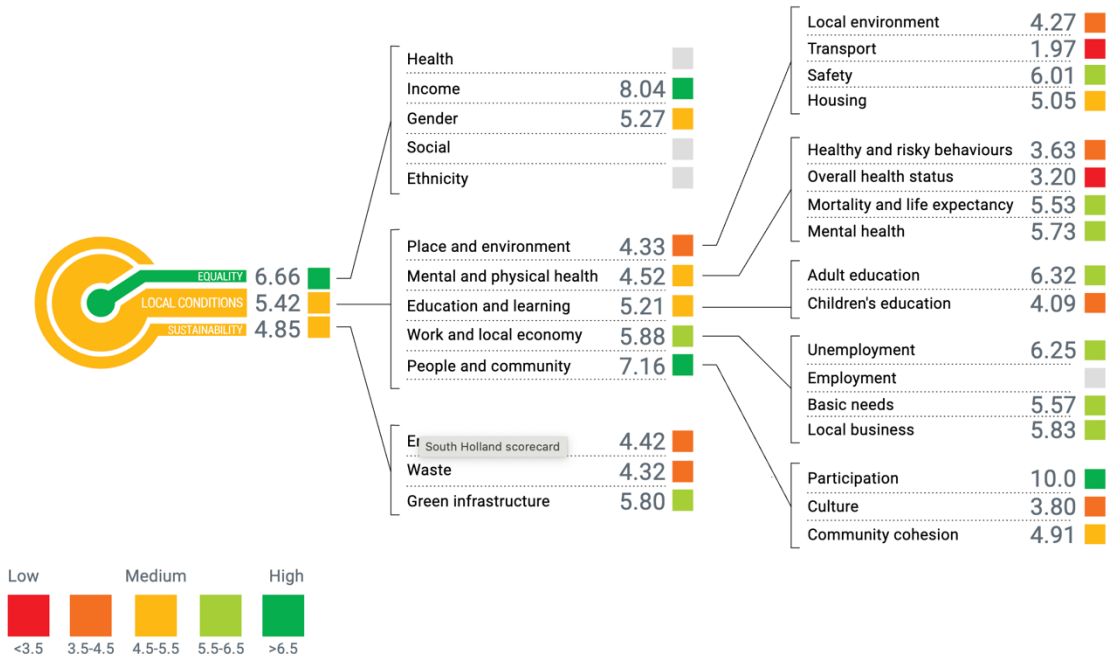 EQUALITY 6.66
LOCAL CONDITIONS 5.42
SUSTAINABILITY 4.85
Health
Income 8.04
Gender 5.27
Social
Ethnicity
Place and environment 4.33
Mental and physical health 4.52
Education and learning 5.21
Work and local economy 5.88
People and community 7.16
4.42
South Holland scorecard
Waste 4.32
Green infrastructure 5.80
Local environment 4.27
Transport 1.97
Safety 6.01
Housing 5.05
Healthy and risky behaviours 3.63
Overall health status 3.20
Mortality and life expectancy 5.53
Mental health 5.73
Adult education 6.32
Children's education 4.09
Unemployment 6.25
Employment
Basic needs 5.57
Local business 5.83
Participation 10.0
Culture 3.80
Community cohesion 4.91
Low Medium High
<3.5 3.5-4.5 4.5-5.5 5.5-6.5 >6.5